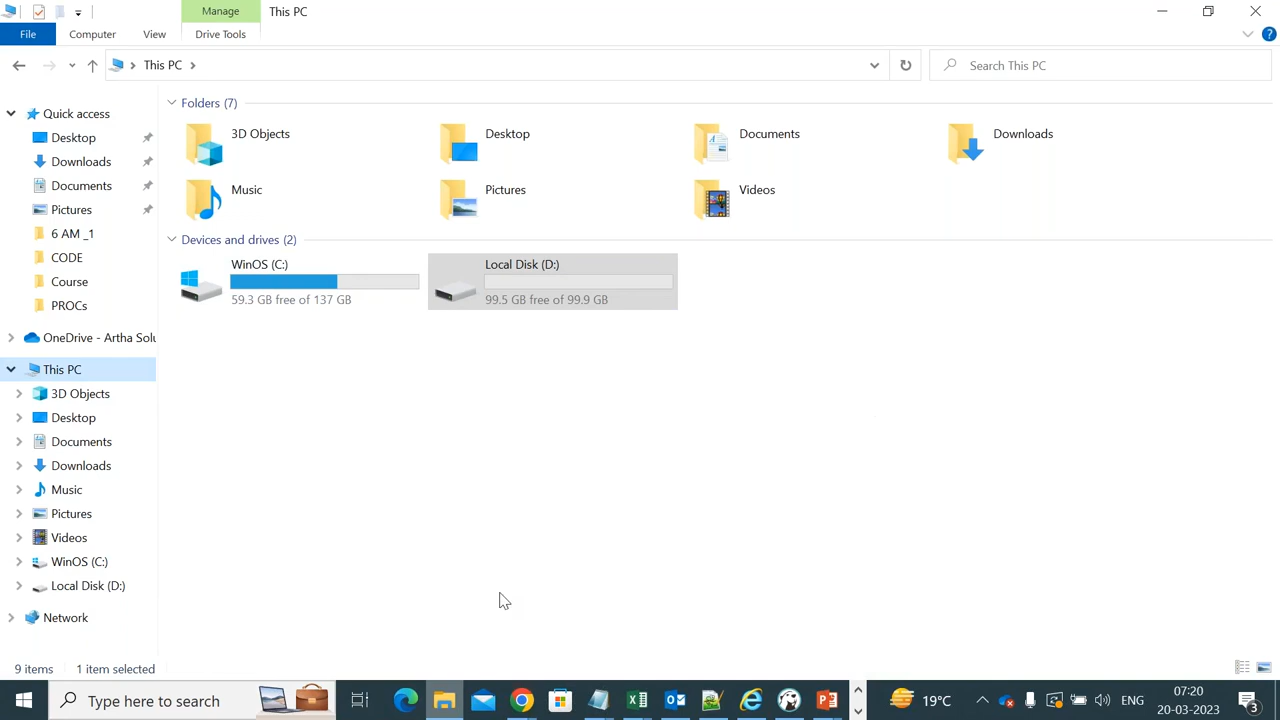 Manage
This PC
File
Computer
View
Drive Tools
This PC
Search This PC
Quick access
Desktop
Downloads
Documents
Pictures
6 AM _1
CODE
Course
PROCs
OneDrive - Artha Solu
This PC
3D Objects
Desktop
Documents
Downloads
Music
Pictures
Videos
WinOS (C:)
Local Disk (D:)
Network
Folders (7)
3D Objects
Desktop
Documents
Downloads
Music
Pictures
Videos
Devices and drives (2)
WinOS (C:)
59.3 GB free of 137 GB
Local Disk (D:)
99.5 GB free of 99.9 GB
9 items
1 item selected
Type here to search
19°C
ENG
07:20
20-03-2023
3